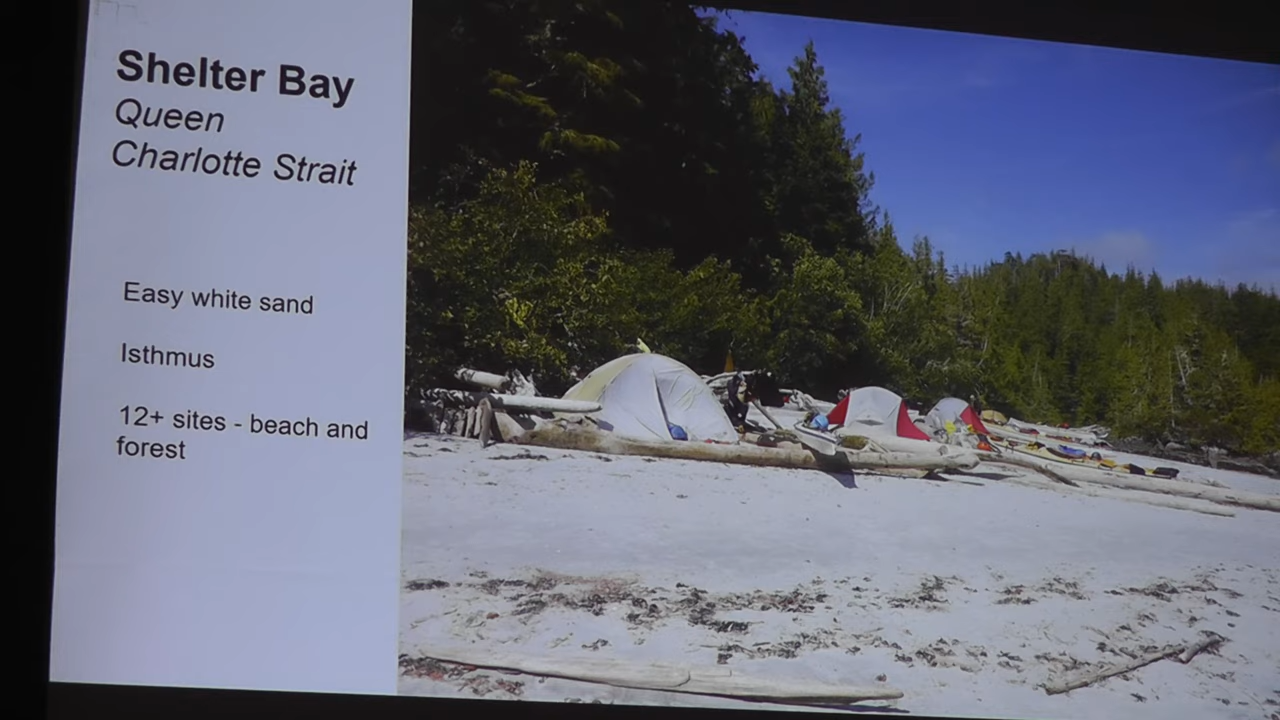 Shelter Bay
Queen
Charlotte Strait
Easy white sand
Isthmus
12+ sites - beach and
forest